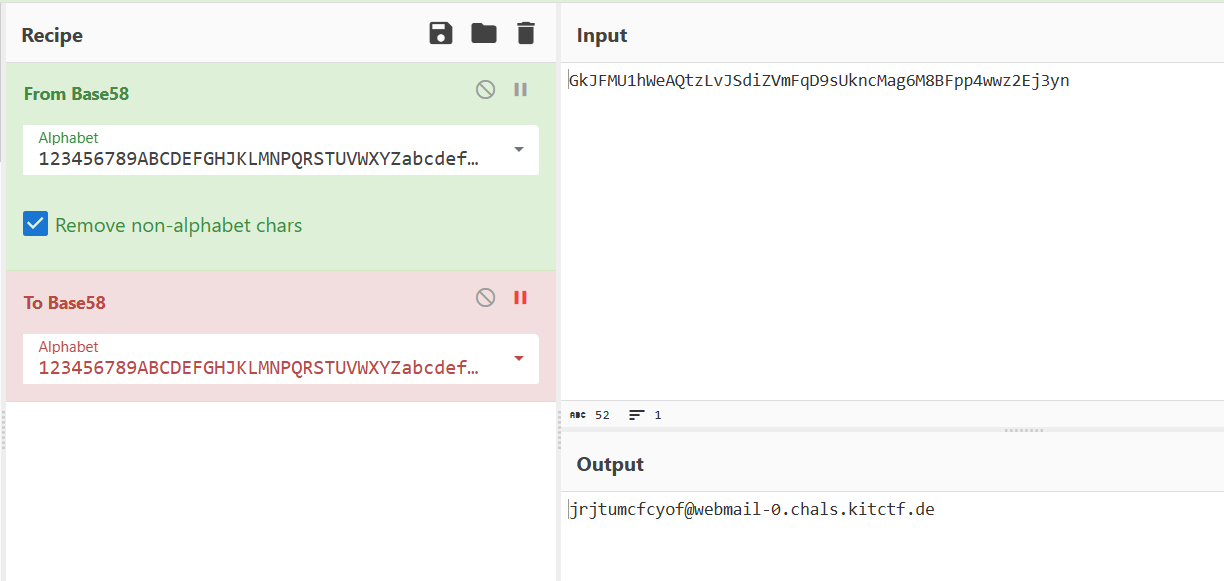 Recipe
From Base58
Alphabet
123456789ABCDEFGHJKLMNPQRSTUVWXYZabcdef…
Remove non-alphabet chars
To Base58
Alphabet
123456789ABCDEFGHJKLMNPQRSTUVWXYZabcdef…
Input
GkJFMU1hWeAQtzLvJSdiZVmFqD9sUkncMag6M8BFpp4wwz2Ej3yn
ABC 52 1
Output
jrjtumcfcyof@webmail-0.chals.kitctf.de